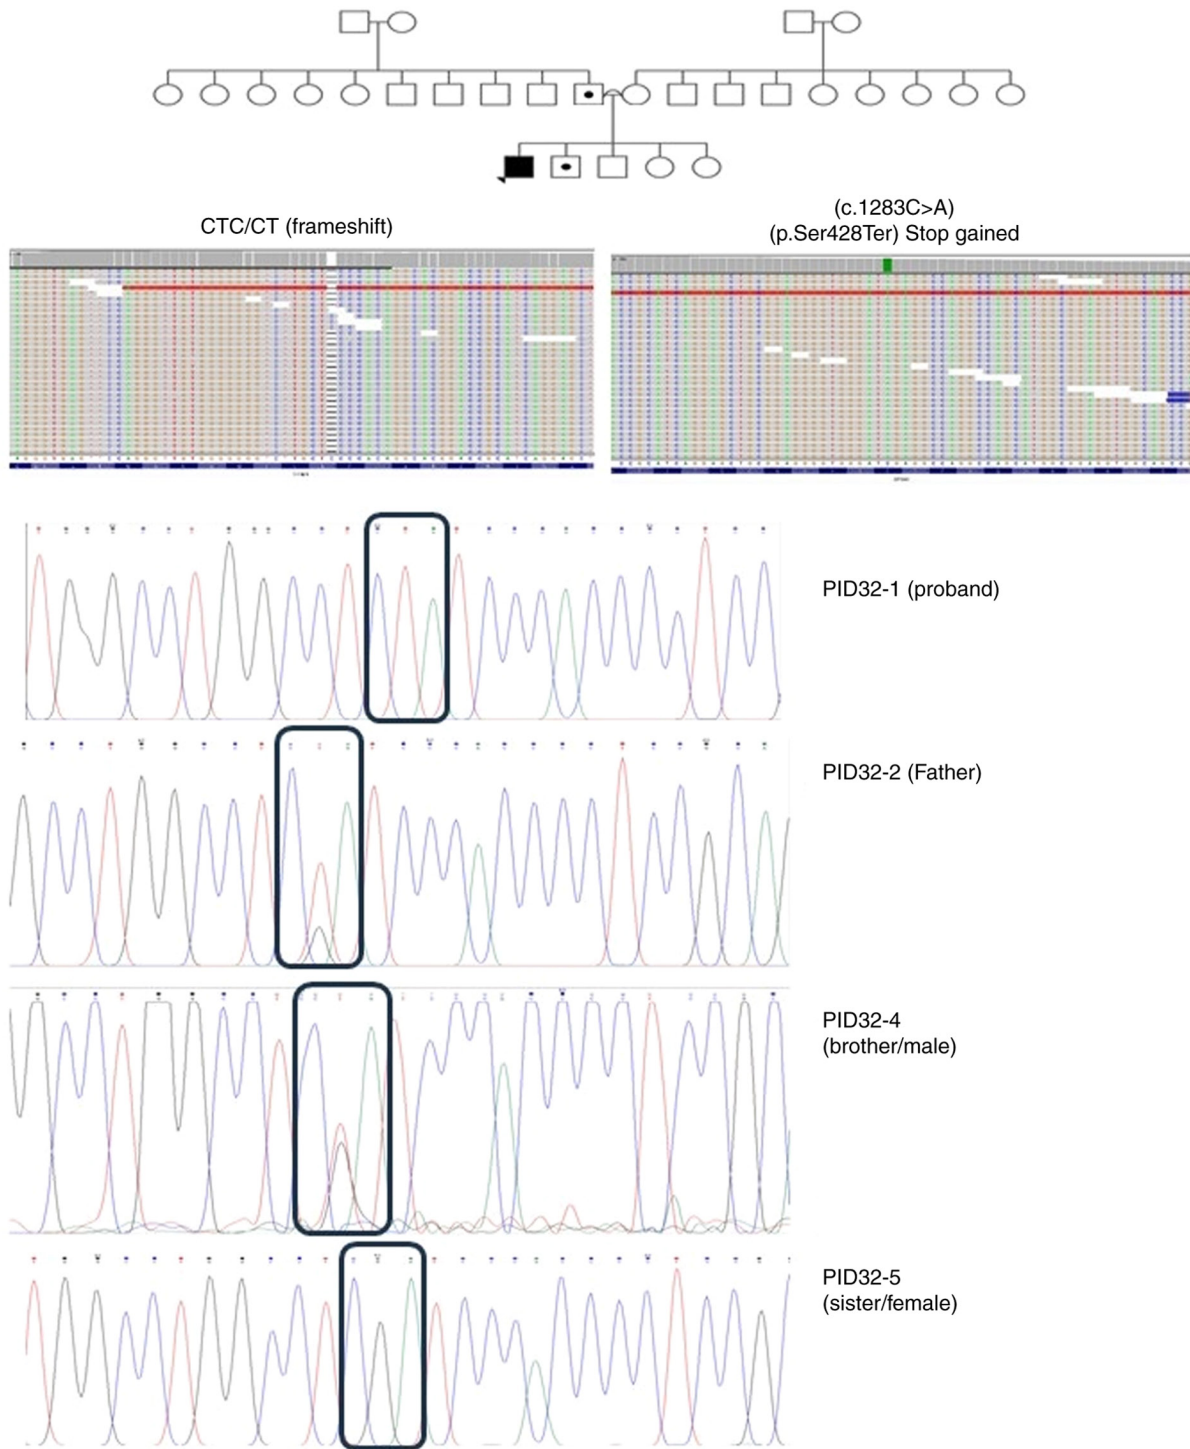 CTC/CT (frameshift)
(c.1283C>A)
(p.Ser428Ter) Stop gained
PID32-1 (proband)
PID32-2 (Father)
PID32-4
(brother/male)
PID32-5
(sister/female)